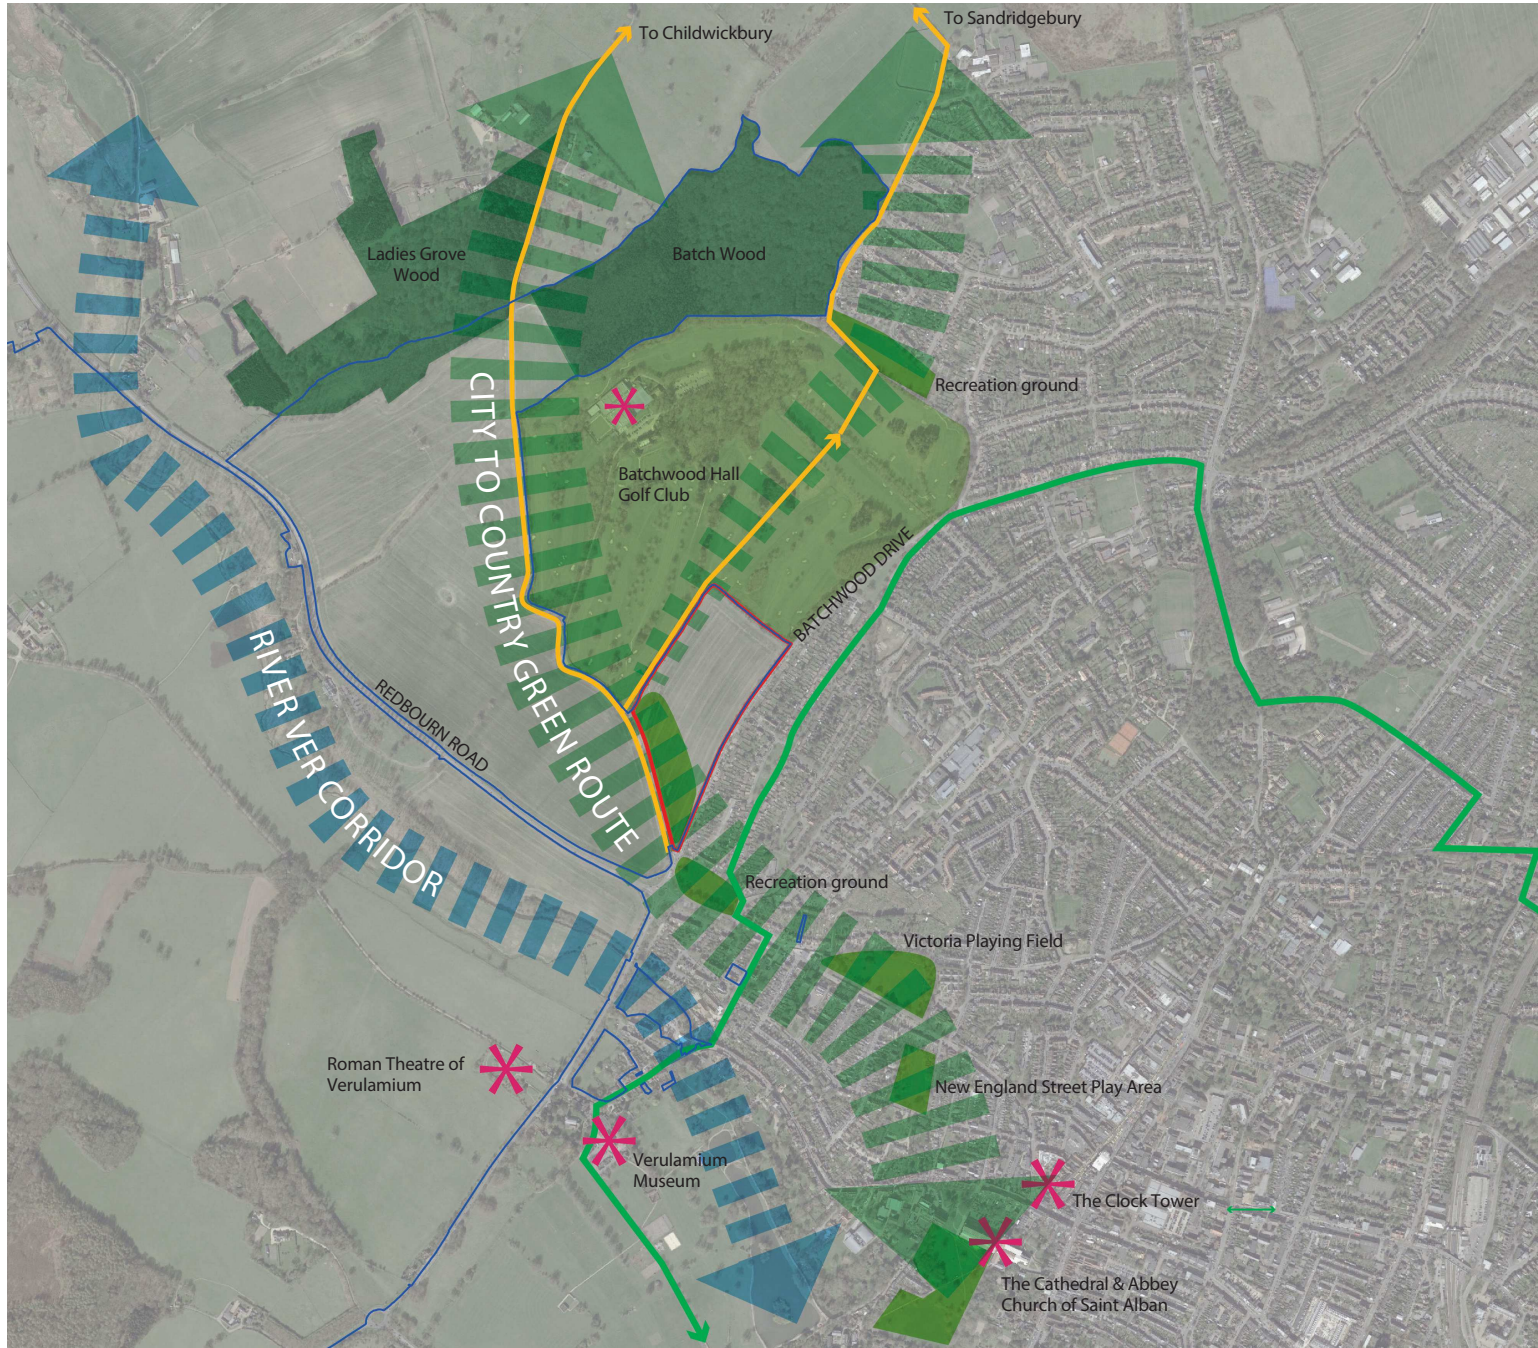 To Childwickbury
To Sandridgebury
Ladies Grove
Wood
Batch Wood
Recreation ground
CITY TO COUNTRY GREEN ROUTE
Batchwood Hall
Golf Club
BATCHWOOD DRIVE
RIVER VER CORRIDOR
REDBOURN ROAD
Recreation ground
Victoria Playing Field
Roman Theatre of
Verulamium
New England Street Play Area
Verulamium
Museum
The Clock Tower
The Cathedral & Abbey
Church of Saint Alban